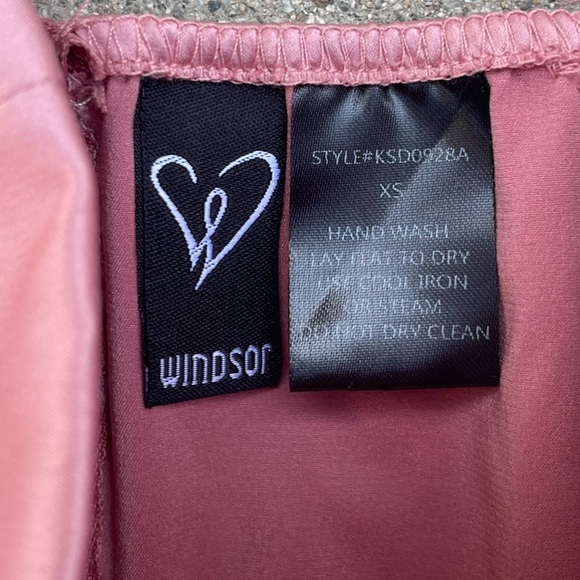 WINDSOR
STYLE#KSD0928A
XS
HAND WASH
LAY FLAT TO DRY
USE COOL IRON
OR STEAM
DO NOT DRY CLEAN